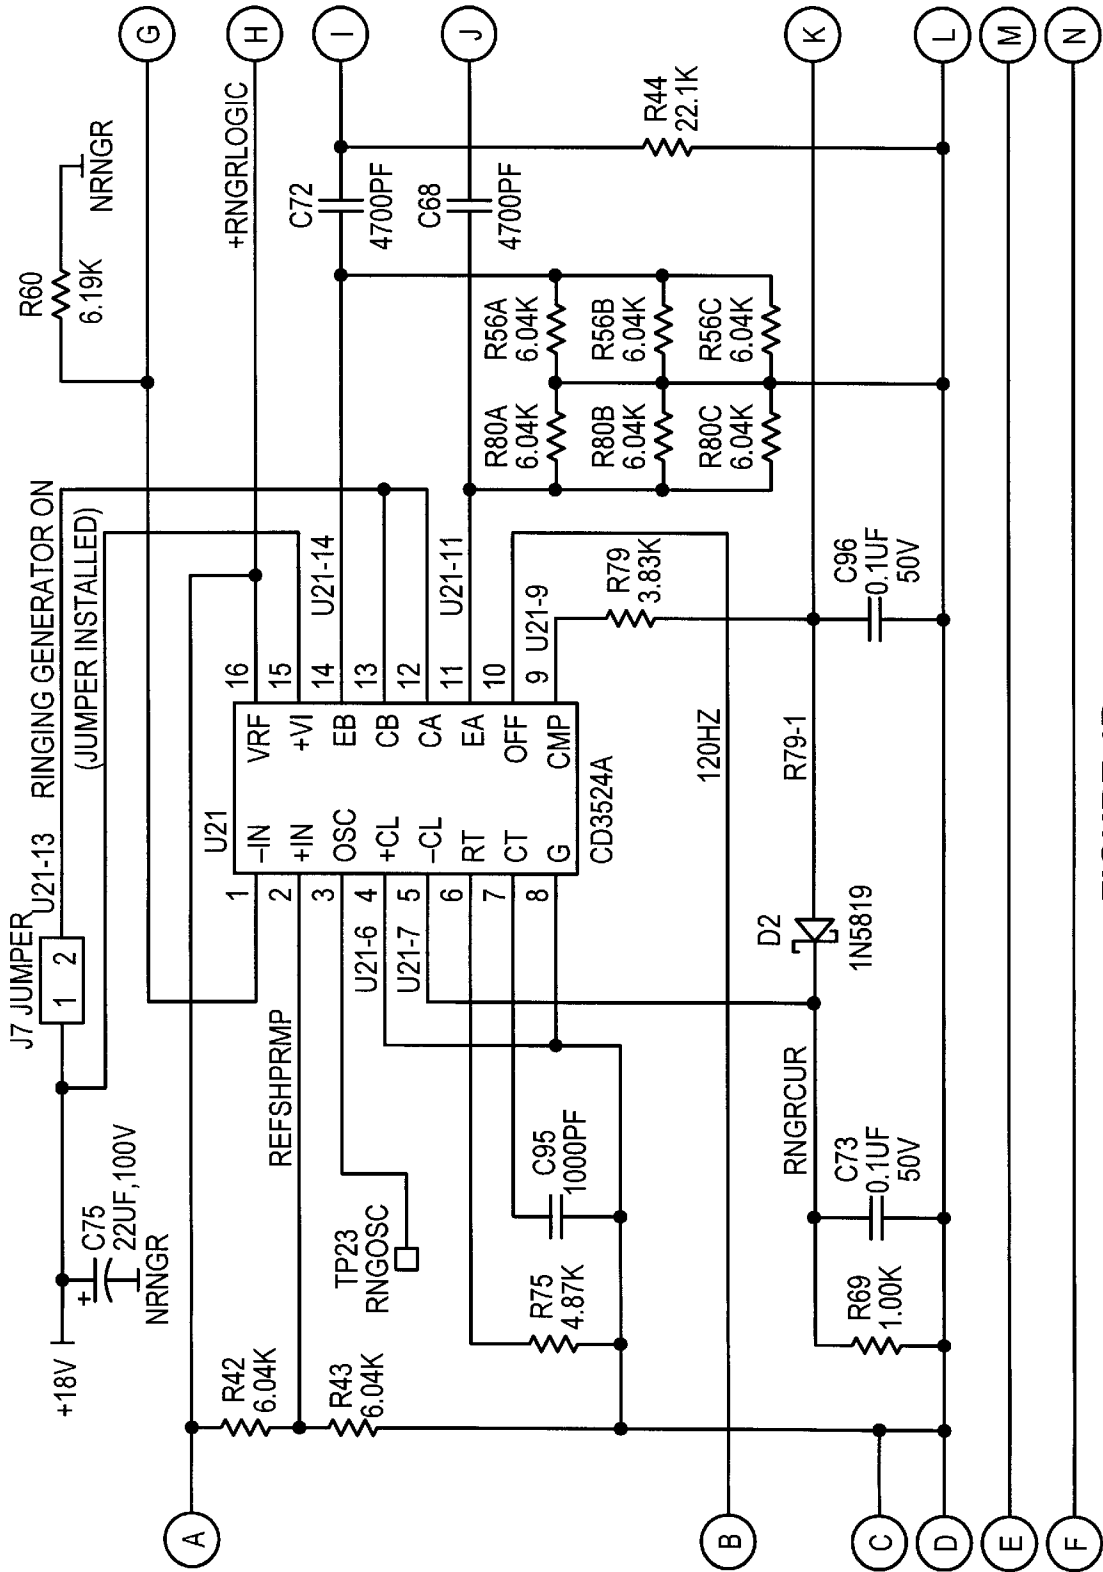 J7 JUMPER
1 2
U21-13
RINGING GENERATOR ON
(JUMPER INSTALLED)
+18V
+
C75
22UF,100V
NRNGR
R60
6.19K
NRNGR
G
H
I
J
K
L
M
N
+RNGRLOGIC
A
R42
6.04K
R43
6.04K
REFSHPRMP
TP23
RNGOSC
U21
1
2
3
4
5
6
7
8
–IN
+IN
OSC
+CL
–CL
RT
CT
G
VRF
+VI
EB
CB
CA
EA
OFF
CMP
16
15
14
13
12
11
10
9
CD3524A
U21-6
U21-7
U21-14
U21-11
U21-9
C72
4700PF
C68
4700PF
R44
22.1K
R80A
6.04K
R56A
6.04K
R80B
6.04K
R56B
6.04K
R80C
6.04K
R56C
6.04K
R75
4.87K
C95
1000PF
R79
3.83K
120HZ
B
RNGRCUR
D2
1N5819
R79-1
R69
1.00K
C73
0.1UF
50V
C96
0.1UF
50V
C
D
E
F